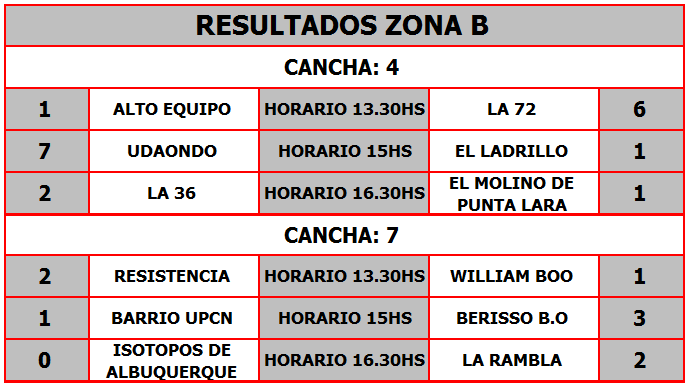 RESULTADOS ZONA B
CANCHA: 4
1 ALTO EQUIPO HORARIO 13.30HS LA 72 6
7 UDAONDO HORARIO 15HS EL LADRILLO 1
2 LA 36 HORARIO 16.30HS EL MOLINO DE
PUNTA LARA 1
CANCHA: 7
2 RESISTENCIA HORARIO 13.30HS WILLIAM BOO 1
1 BARRIO UPCN HORARIO 15HS BERISSO B.O 3
0 ISOTOPOS DE
ALBUQUERQUE HORARIO 16.30HS LA RAMBLA 2